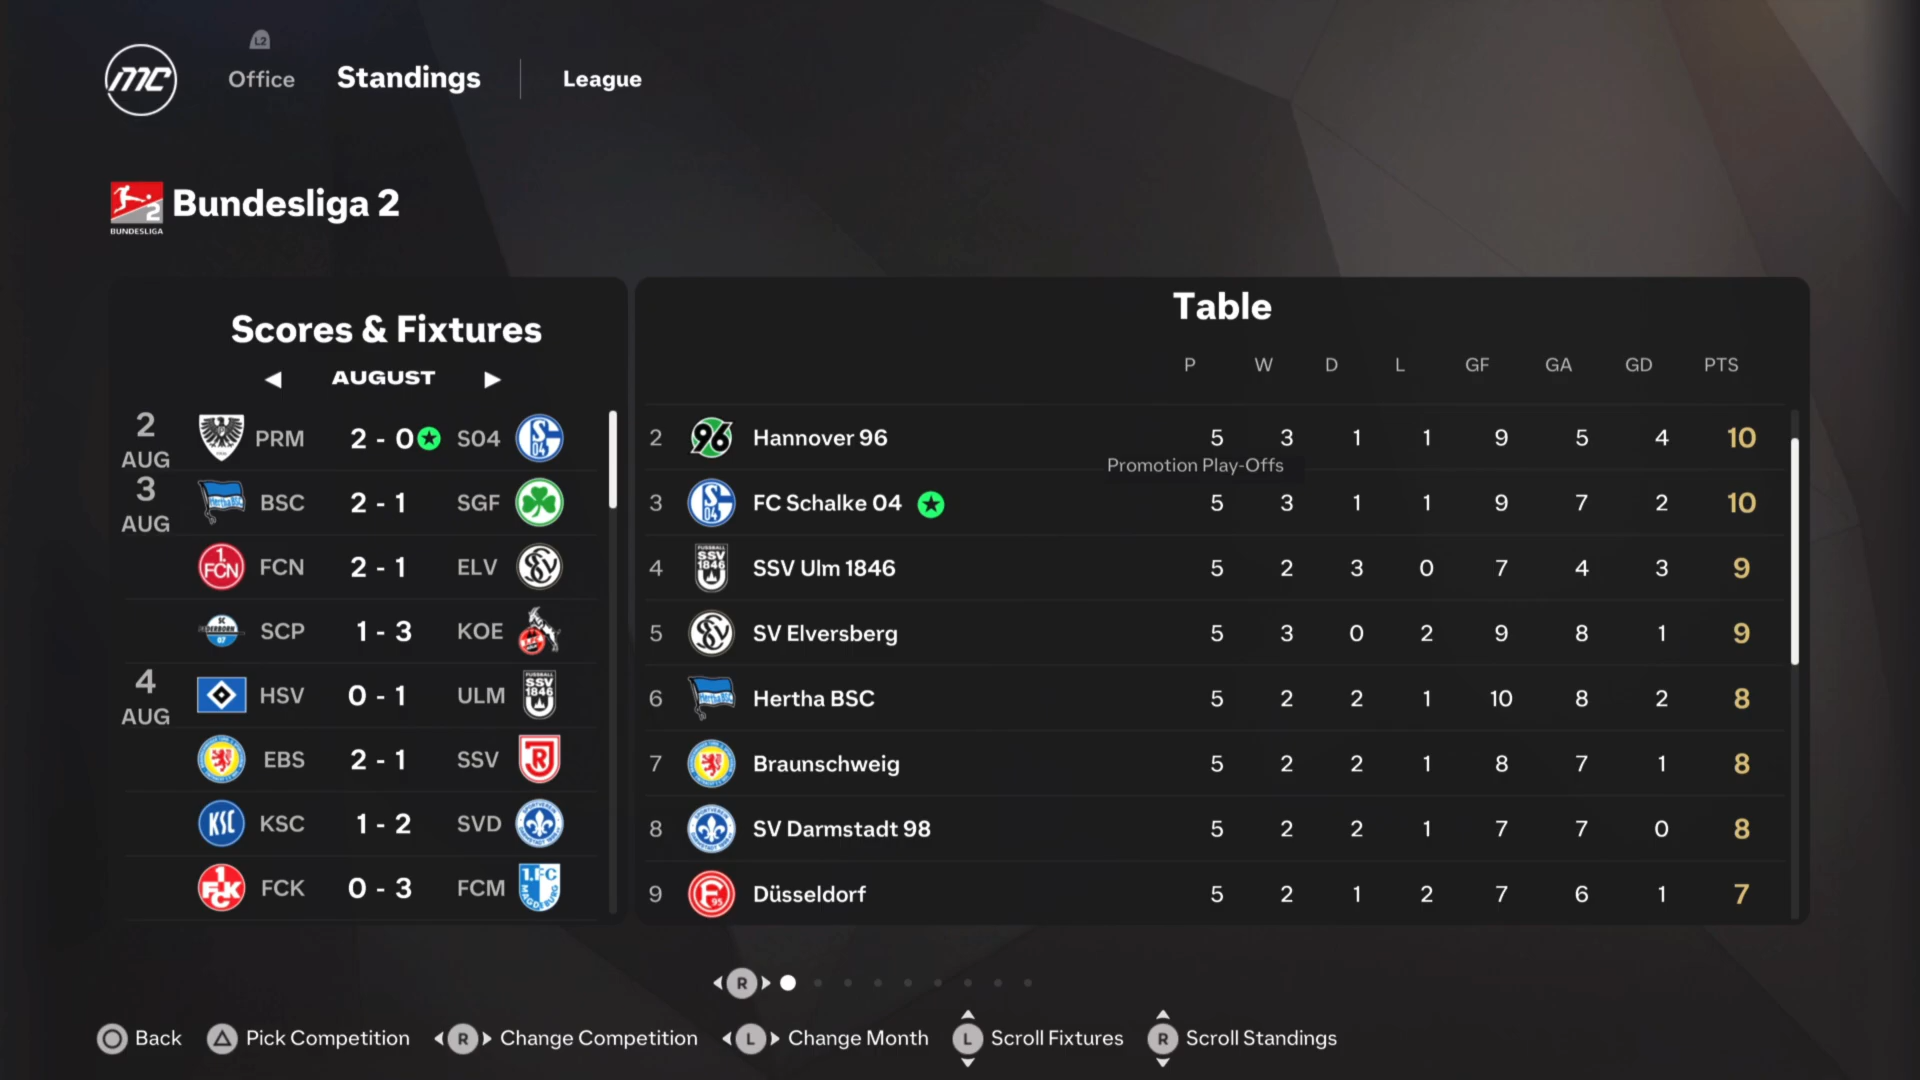 L2
MC Office Standings League
2 BUNDESLIGA Bundesliga 2
Scores & Fixtures
AUGUST
2 AUG PRM 2 - 0 S04
3 AUG BSC 2 - 1 SGF
FCN 2 - 1 ELV
SCP 1 - 3 KOE
4 AUG HSV 0 - 1 ULM
EBS 2 - 1 SSV
KSC 1 - 2 SVD
FCK 0 - 3 FCM
Table
P W D L GF GA GD PTS
2 Hannover 96 5 3 1 1 9 5 4 10
Promotion Play-Offs
3 FC Schalke 04 5 3 1 1 9 7 2 10
4 SSV Ulm 1846 5 2 3 0 7 4 3 9
5 SV Elversberg 5 3 0 2 9 8 1 9
6 Hertha BSC 5 2 2 1 10 8 2 8
7 Braunschweig 5 2 2 1 8 7 1 8
8 SV Darmstadt 98 5 2 2 1 7 7 0 8
9 Düsseldorf 5 2 1 2 7 6 1 7
R
Back Pick Competition R Change Competition L Change Month L Scroll Fixtures R Scroll Standings